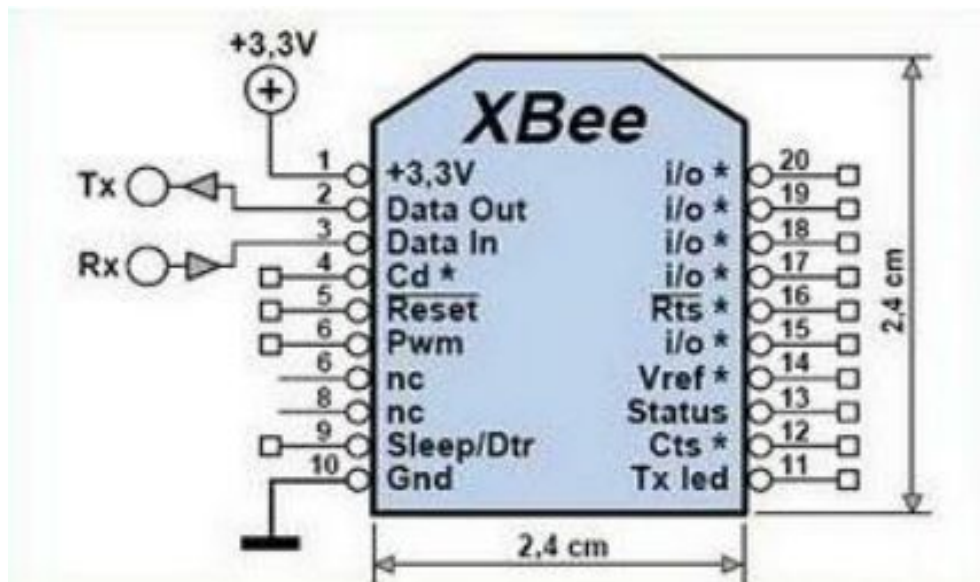 +3,3V
XBee
Tx
Rx
1 +3,3V
2 Data Out
3 Data In
4 Cd *
5 Reset
6 Pwm
6 nc
8 nc
9 Sleep/Dtr
10 Gnd
i/o * 20
i/o * 19
i/o * 18
i/o * 17
Rts * 16
i/o * 15
Vref * 14
Status 13
Cts * 12
Tx led 11
2,4 cm
2,4 cm